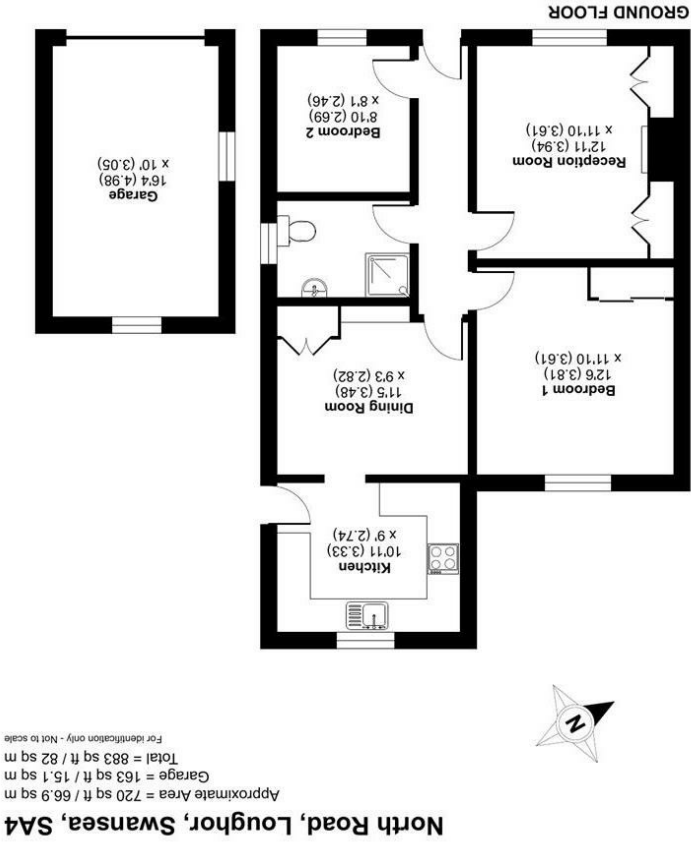 North Road, Loughor, Swansea, SA4
Approximate Area = 720 sq ft / 66.9 sq m
Garage = 163 sq ft / 15.1 sq m
Total = 883 sq ft / 82 sq m
For identification only - Not to scale
N
Kitchen
10'11 (3.33)
x 9' (2.74)
Dining Room
11'5 (3.48)
x 9'3 (2.82)
Bedroom 1
12'6 (3.81)
x 11'10 (3.61)
Reception Room
12'11 (3.94)
x 11'10 (3.61)
Bedroom 2
8'10 (2.69)
x 8'1 (2.46)
Garage
16'4 (4.98)
x 10' (3.05)
GROUND FLOOR